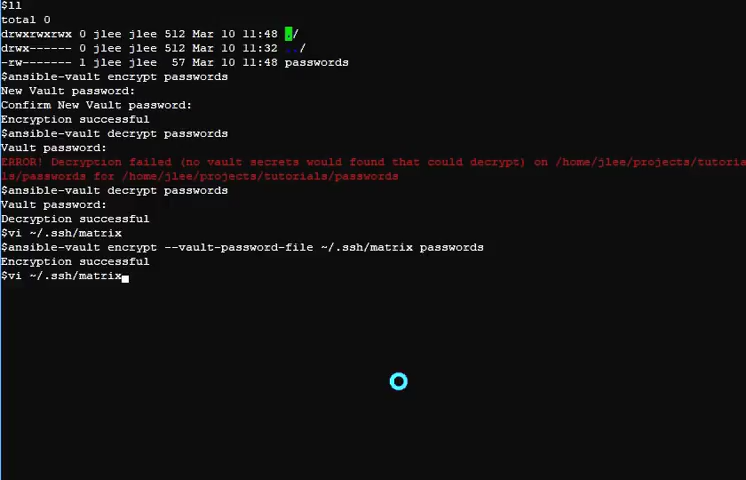 $ll
total 0
drwxrwxrwx 0 jlee jlee 512 Mar 10 11:48 ./
drwx------ 0 jlee jlee 512 Mar 10 11:32 ../
-rw------- 1 jlee jlee  57 Mar 10 11:48 passwords
$ansible-vault encrypt passwords
New Vault password:
Confirm New Vault password:
Encryption successful
$ansible-vault decrypt passwords
Vault password:
ERROR! Decryption failed (no vault secrets would found that could decrypt) on /home/jlee/projects/tutoria
ls/passwords for /home/jlee/projects/tutorials/passwords
$ansible-vault decrypt passwords
Vault password:
Decryption successful
$vi ~/.ssh/matrix
$ansible-vault encrypt --vault-password-file ~/.ssh/matrix passwords
Encryption successful
$vi ~/.ssh/matrix